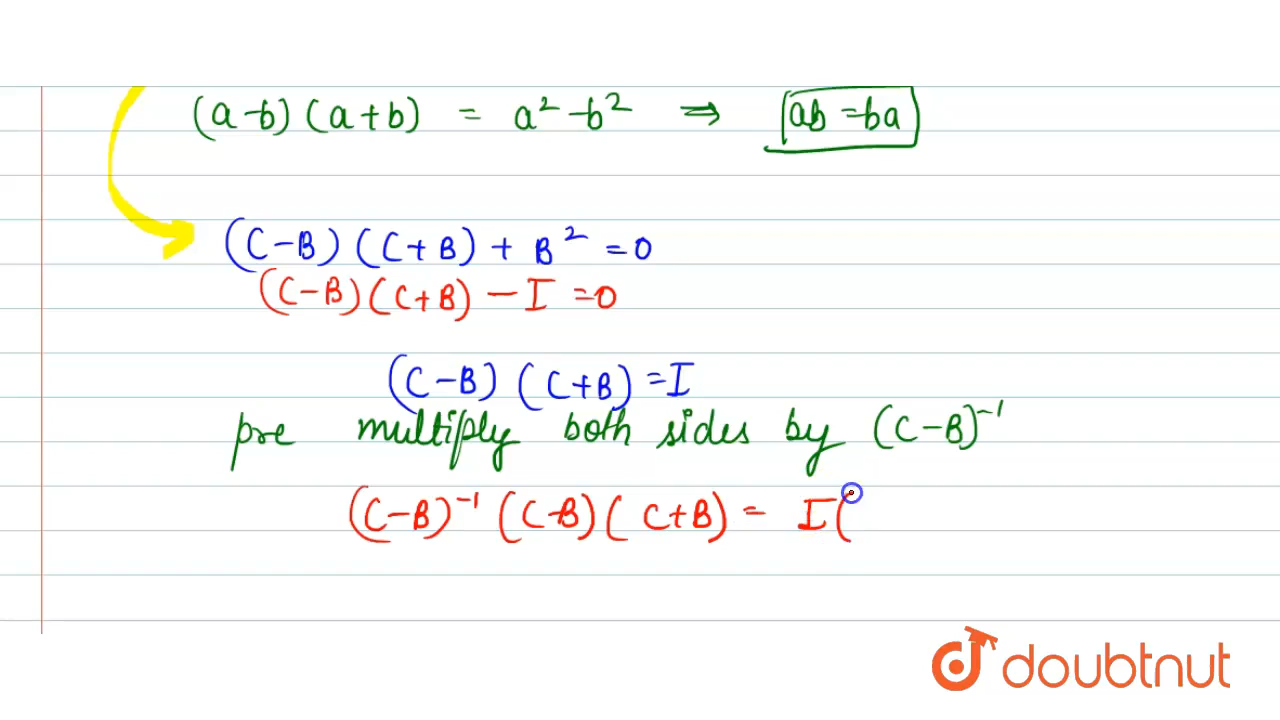 (a-b) (a+b) = a² -b² ⇒ ab =ba
(C-B) (C+B) + B² =0
(C-B)(C+B) - I =0
(C-B) (C+B) =I
pre multiply both sides by (C-B)⁻¹
(C-B)⁻¹ (C-B) (C+B) = I(
doubtnut